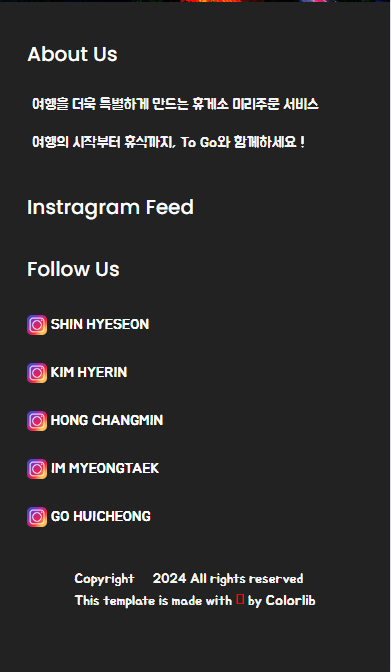 About Us
여행을 더욱 특별하게 만드는 휴게소 미리주문 서비스
여행의 시작부터 휴식까지, To Go와 함께하세요 !
Instragram Feed
Follow Us
SHIN HYESEON
KIM HYERIN
HONG CHANGMIN
IM MYEONGTAEK
GO HUICHEONG
Copyright 2024 All rights reserved
This template is made with by Colorlib